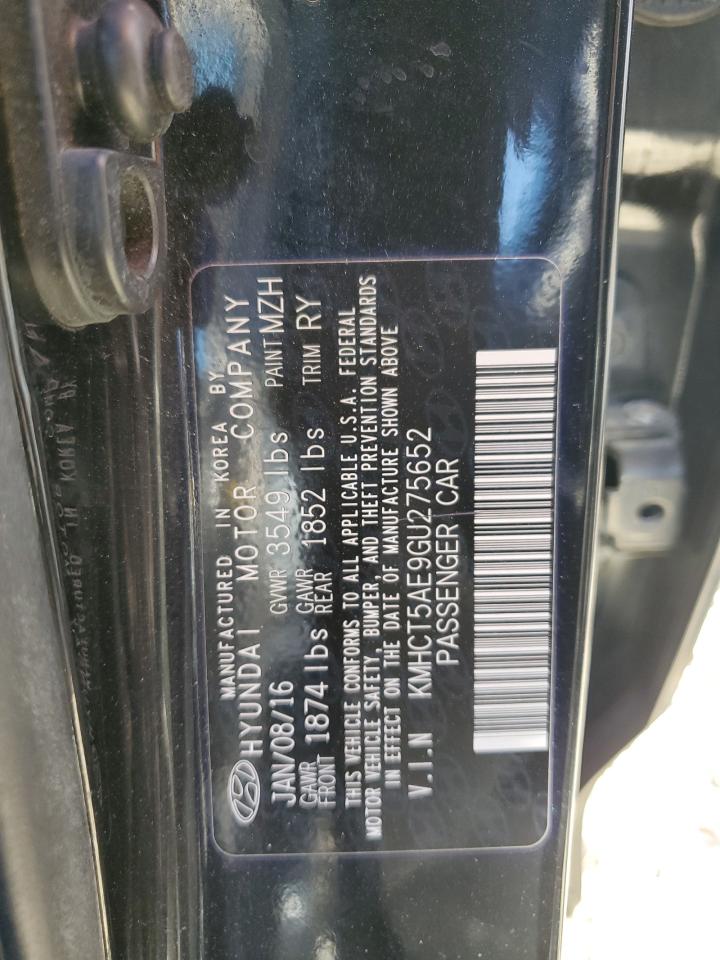 MANUFACTURED IN KOREA BY
HYUNDAI MOTOR COMPANY
JAN/08/16 GVWR 3549 lbs PAINT MZH
GAWR FRONT 1874 lbs GAWR REAR 1852 lbs TRIM RY
THIS VEHICLE CONFORMS TO ALL APPLICABLE U.S.A. FEDERAL
MOTOR VEHICLE SAFETY, BUMPER, AND THEFT PREVENTION STANDARDS
IN EFFECT ON THE DATE OF MANUFACTURE SHOWN ABOVE
V.I.N KMHCT5AE9GU275652
PASSENGER CAR